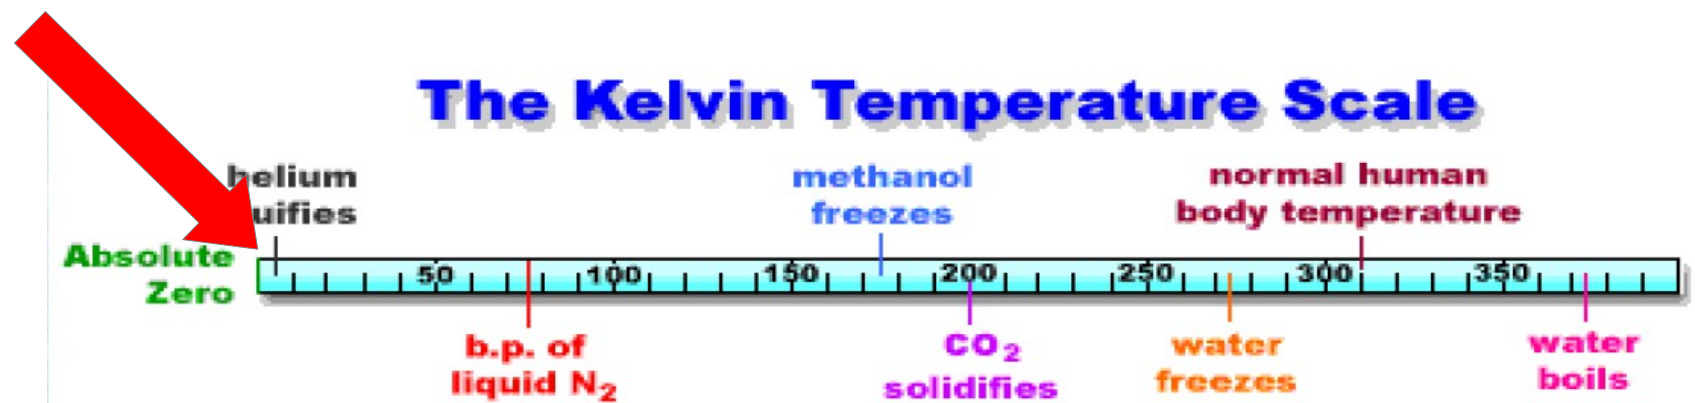 The Kelvin Temperature Scale
helium
uifies
methanol
freezes
normal human
body temperature
Absolute
Zero
50 100 150 200 250 300 350
b.p. of
liquid N₂
CO₂
solidifies
water
freezes
water
boils